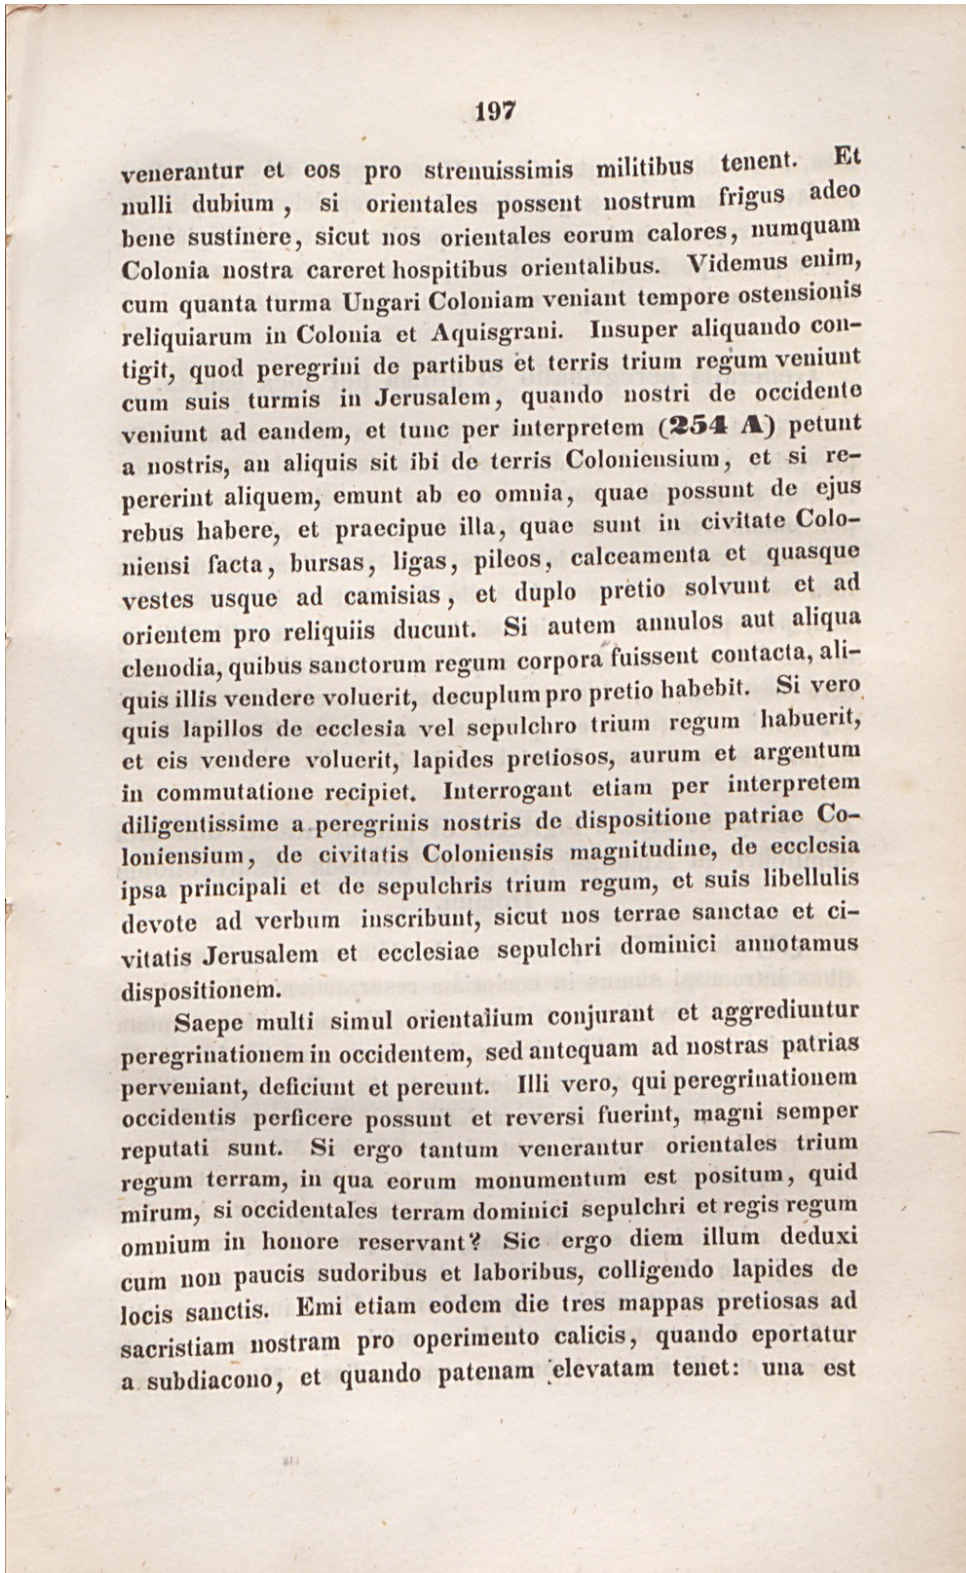 197
venerantur et eos pro strenuissimis militibus tenent. Et
nulli dubium, si orientales possent nostrum frigus adeo
bene sustinere, sicut nos orientales eorum calores, numquam
Colonia nostra careret hospitibus orientalibus. Videmus enim,
cum quanta turma Ungari Coloniam veniant tempore ostensionis
reliquiarum in Colonia et Aquisgrani. Insuper aliquando con-
tigit, quod peregrini de partibus et terris trium regum veniunt
cum suis turmis in Jerusalem, quando nostri de occidente
veniunt ad eandem, et tunc per interpretem (254 A) petunt
a nostris, an aliquis sit ibi de terris Coloniensium, et si re-
pererint aliquem, emunt ab eo omnia, quae possunt de ejus
rebus habere, et praecipue illa, quae sunt in civitate Colo-
niensi facta, bursas, ligas, pileos, calceamenta et quasque
vestes usque ad camisias, et duplo pretio solvunt et ad
orientem pro reliquiis ducunt. Si autem annulos aut aliqua
clenodia, quibus sanctorum regum corpora fuissent contacta, ali-
quis illis vendere voluerit, decuplum pro pretio habebit. Si vero
quis lapillos de ecclesia vel sepulchro trium regum habuerit,
et eis vendere voluerit, lapides pretiosos, aurum et argentum
in commutatione recipiet. Interrogant etiam per interpretem
diligentissime a peregrinis nostris de dispositione patriae Co-
loniensium, de civitatis Coloniensis magnitudine, de ecclesia
ipsa principali et de sepulchris trium regum, et suis libellulis
devote ad verbum inscribunt, sicut nos terrae sanctae et ci-
vitatis Jerusalem et ecclesiae sepulchri dominici annotamus
dispositionem.
Saepe multi simul orientalium conjurant et aggrediuntur
peregrinationem in occidentem, sed antequam ad nostras patrias
perveniant, deficiunt et pereunt. Illi vero, qui peregrinationem
occidentis perficere possunt et reversi fuerint, magni semper
reputati sunt. Si ergo tantum venerantur orientales trium
regum terram, in qua eorum monumentum est positum, quid
mirum, si occidentales terram dominici sepulchri et regis regum
omnium in honore reservant? Sic ergo diem illum deduxi
cum non paucis sudoribus et laboribus, colligendo lapides de
locis sanctis. Emi etiam eodem die tres mappas pretiosas ad
sacristiam nostram pro operimento calicis, quando eportatur
a subdiacono, et quando patenam elevatam tenet: una est